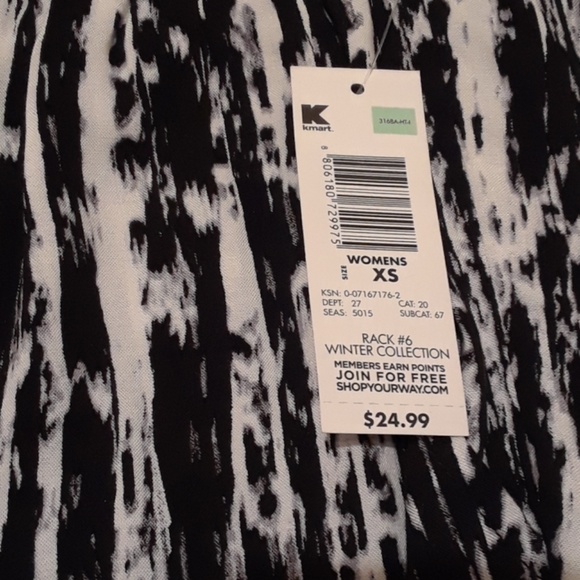 K
kmart.
3168A-HTJ
8 806180 729975
WOMENS
SIZE XS
KSN: 0-07167176-2
DEPT: 27 CAT: 20
SEAS: 5015 SUBCAT: 67
RACK #6
WINTER COLLECTION
MEMBERS EARN POINTS
JOIN FOR FREE
SHOPYOURWAY.COM
$24.99